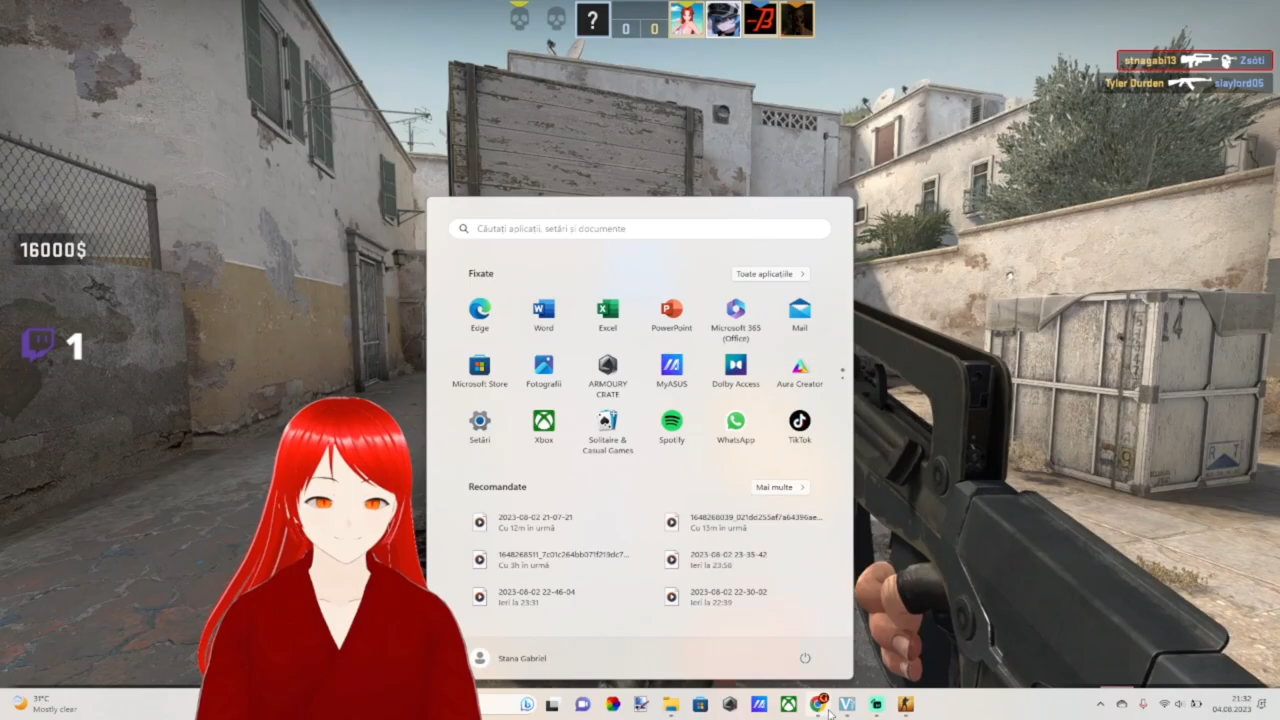 ?
0 0
stnagabi13 Zsóti
Tyler Durden slaylord05
16000$
1
Căutați aplicații, setări și documente
Fixate
Toate aplicațiile
Edge
Word
Excel
PowerPoint
Microsoft 365
(Office)
Mail
Microsoft Store
Fotografii
ARMOURY
CRATE
MyASUS
Dolby Access
Aura Creator
Setări
Xbox
Solitaire &
Casual Games
Spotify
WhatsApp
TikTok
Recomandate
Mai multe
2023-08-02 21-07-21
Cu 12m în urmă
1648268039_021dd255af7a64396ae...
Cu 13m în urmă
1648268511_7c01c264bb071f219dc7...
Cu 3h în urmă
2023-08-02 23-35-42
Ieri la 23:58
2023-08-02 22-46-04
Ieri la 23:31
2023-08-02 22-30-02
Ieri la 22:39
Stana Gabriel
31°C
Mostly clear
21:32
04.08.2023